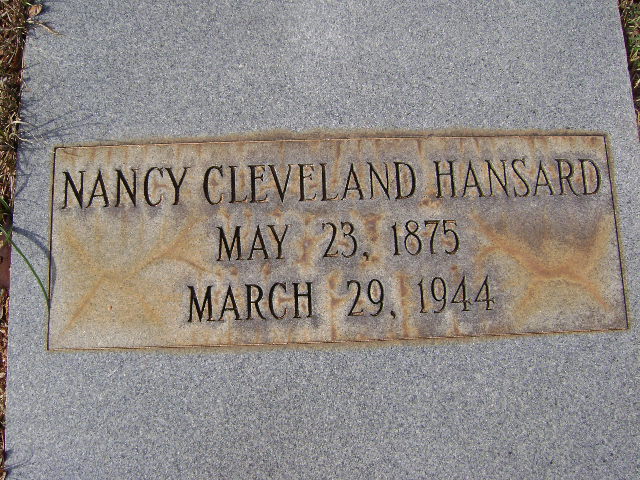 NANCY CLEVELAND HANSARD
MAY 23, 1875
MARCH 29, 1944